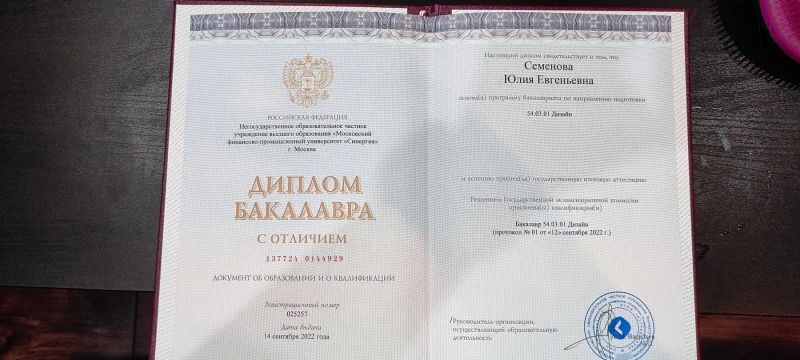 РОССИЙСКАЯ ФЕДЕРАЦИЯ
Негосударственное образовательное частное
учреждение высшего образования «Московский
финансово-промышленный университет «Синергия»
г. Москва
ДИПЛОМ
БАКАЛАВРА
С ОТЛИЧИЕМ
137724 0144929
ДОКУМЕНТ ОБ ОБРАЗОВАНИИ И О КВАЛИФИКАЦИИ
Регистрационный номер
025257
Дата выдачи
14 сентября 2022 года
Настоящий диплом свидетельствует о том, что
Семенова
Юлия Евгеньевна
освоил(а) программу бакалавриата по направлению подготовки
54.03.01 Дизайн
и успешно прошел(ла) государственную итоговую аттестацию
Решением Государственной экзаменационной комиссии
присвоена(ы) квалификация(и)
Бакалавр 54.03.01 Дизайн
(протокол № 01 от «12» сентября 2022 г.)
Руководитель организации,
осуществляющей образовательную
деятельность